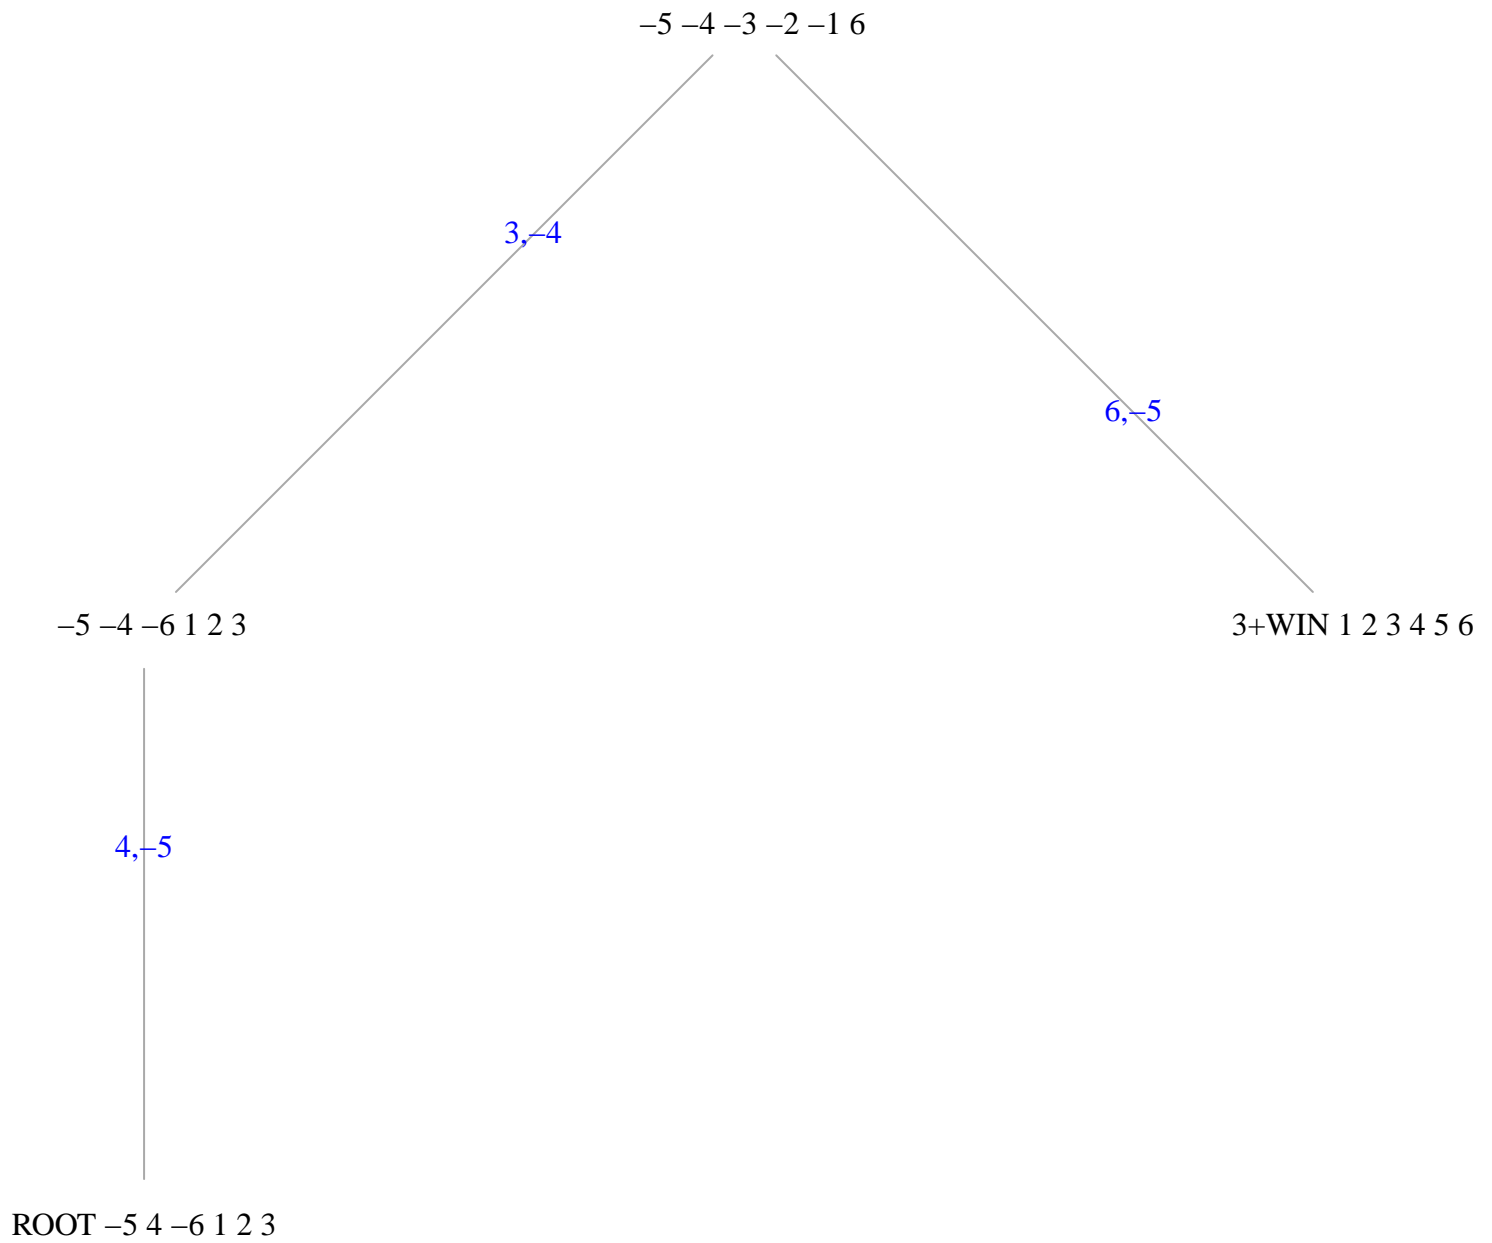 –5 –4 –3 –2 –1 6
3,–4
6,–5
–5 –4 –6 1 2 3
3+WIN 1 2 3 4 5 6
4,–5
ROOT –5 4 –6 1 2 3